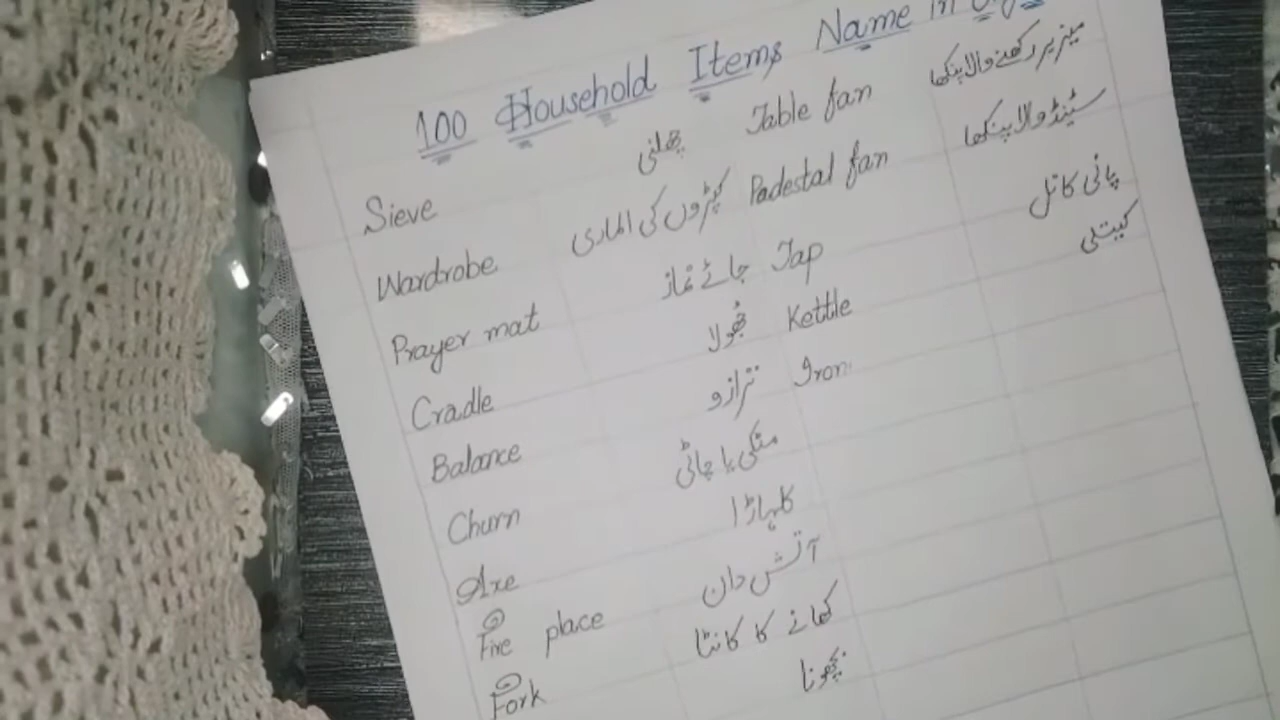 100 Household Items Name in
Sieve چھلنی Table fan میز پر رکھنے والا پنکھا
Wardrobe کپڑوں کی الماری Padestal fan سٹینڈ والا پنکھا
Prayer mat جائے نماز Tap پانی کا نل
Cradle جھولا Kettle کیتلی
Balance ترازو Iron
Churn مٹکی یا چاٹی
Axe کلہاڑا
Fire place آتش دان
Fork کھانے کا کانٹا
بچھونا